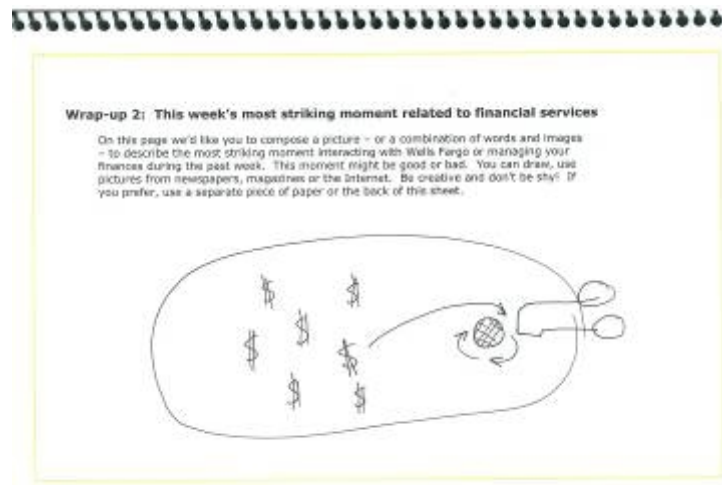 Wrap-up 2: This week's most striking moment related to financial services
On this page we'd like you to compose a picture – or a combination of words and images
– to describe the most striking moment interacting with Wells Fargo or managing your
finances during the past week. This moment might be good or bad. You can draw, use
pictures from newspapers, magazines or the Internet. Be creative and don't be shy! If
you prefer, use a separate piece of paper or the back of this sheet.
$ $
$
$ $
$ $